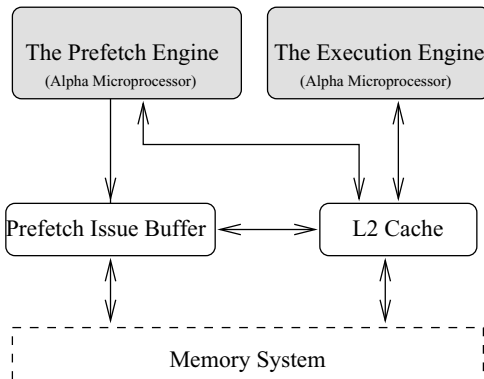 The Prefetch Engine
(Alpha Microprocessor)
The Execution Engine
(Alpha Microprocessor)
Prefetch Issue Buffer
L2 Cache
Memory System